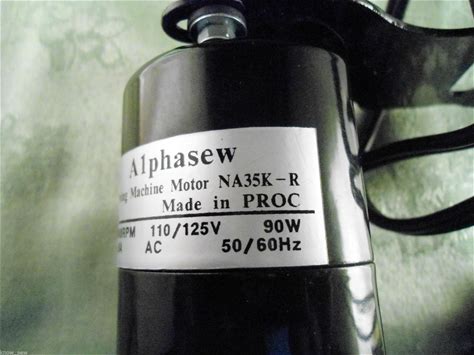 Alphasew
Machine Motor NA35K-R
Made in PROC
110/125V 90W
AC 50/60Hz